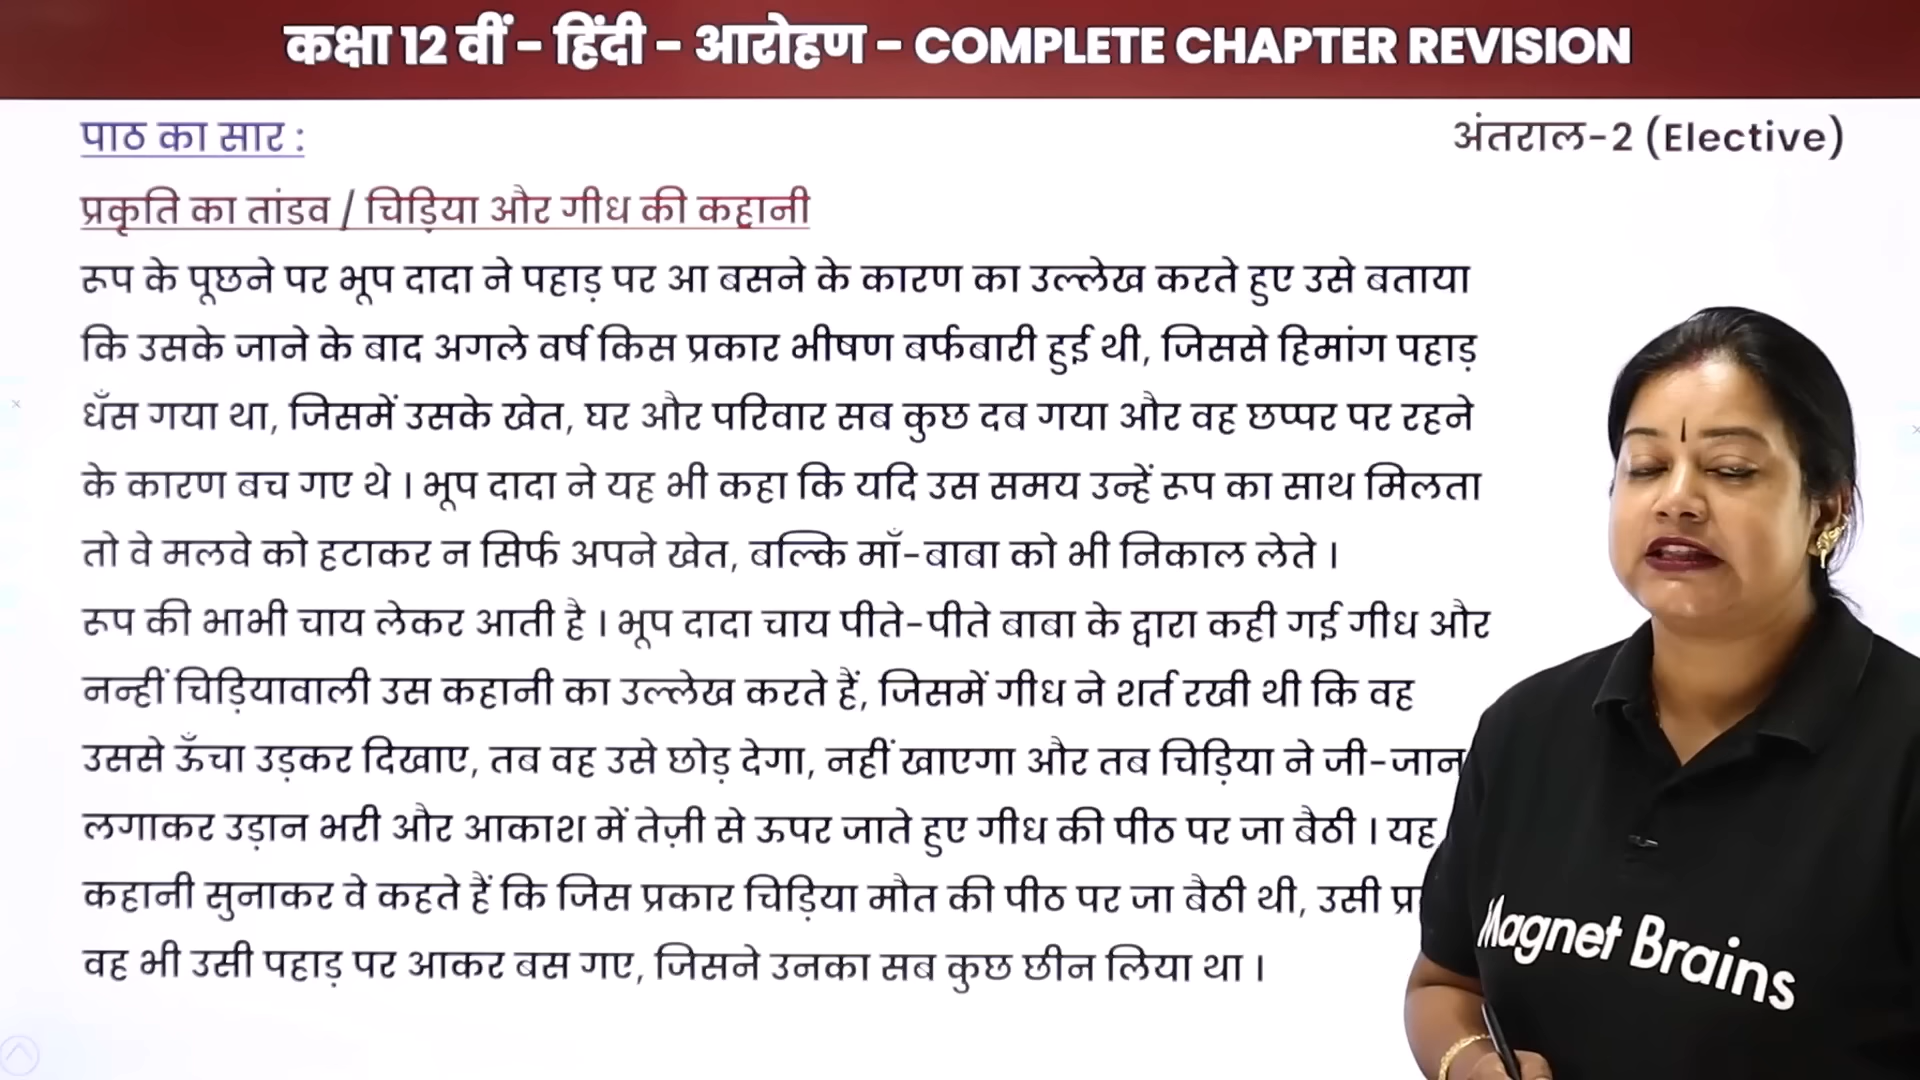 कक्षा 12 वीं - हिंदी - आरोहण - COMPLETE CHAPTER REVISION
पाठ का सार :
अंतराल-2 (Elective)
प्रकृति का तांडव / चिड़िया और गीध की कहानी
रूप के पूछने पर भूप दादा ने पहाड़ पर आ बसने के कारण का उल्लेख करते हुए उसे बताया
कि उसके जाने के बाद अगले वर्ष किस प्रकार भीषण बर्फबारी हुई थी, जिससे हिमांग पहाड़
धँस गया था, जिसमें उसके खेत, घर और परिवार सब कुछ दब गया और वह छप्पर पर रहने
के कारण बच गए थे । भूप दादा ने यह भी कहा कि यदि उस समय उन्हें रूप का साथ मिलता
तो वे मलवे को हटाकर न सिर्फ अपने खेत, बल्कि माँ-बाबा को भी निकाल लेते ।
रूप की भाभी चाय लेकर आती है । भूप दादा चाय पीते-पीते बाबा के द्वारा कही गई गीध और
नन्हीं चिड़ियावाली उस कहानी का उल्लेख करते हैं, जिसमें गीध ने शर्त रखी थी कि वह
उससे ऊँचा उड़कर दिखाए, तब वह उसे छोड़ देगा, नहीं खाएगा और तब चिड़िया ने जी-जान
लगाकर उड़ान भरी और आकाश में तेज़ी से ऊपर जाते हुए गीध की पीठ पर जा बैठी । यह
कहानी सुनाकर वे कहते हैं कि जिस प्रकार चिड़िया मौत की पीठ पर जा बैठी थी, उसी
वह भी उसी पहाड़ पर आकर बस गए, जिसने उनका सब कुछ छीन लिया था ।
Magnet Brains